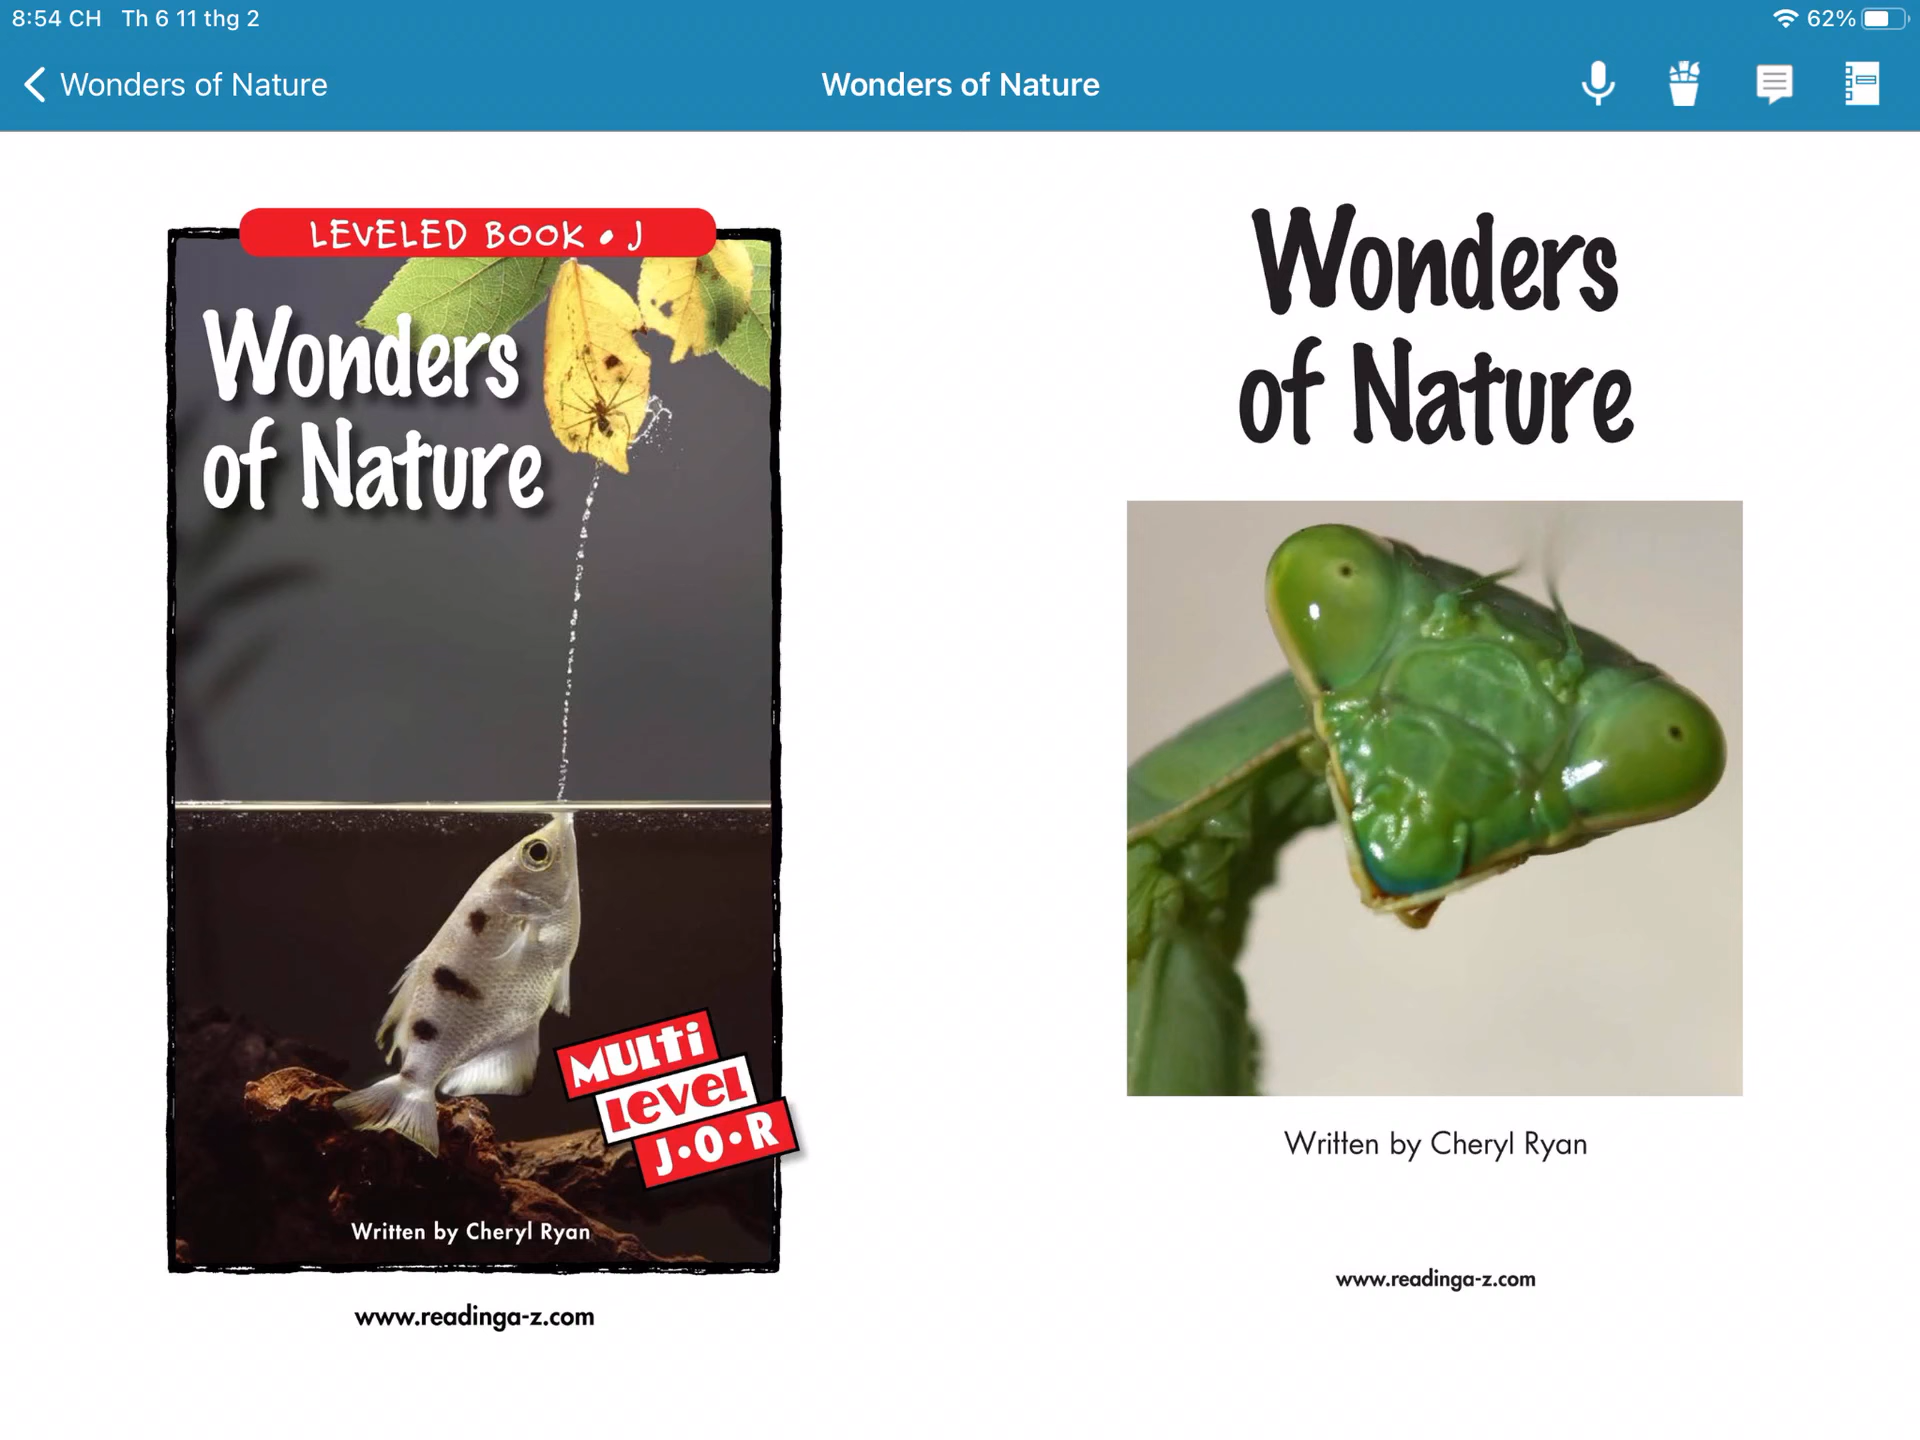 8:54 CH Th 6 11 thg 2
62%
Wonders of Nature
Wonders of Nature
LEVELED BOOK • J
Wonders
of Nature
MULti
level
J•O•R
Written by Cheryl Ryan
www.readinga-z.com
Wonders
of Nature
Written by Cheryl Ryan
www.readinga-z.com